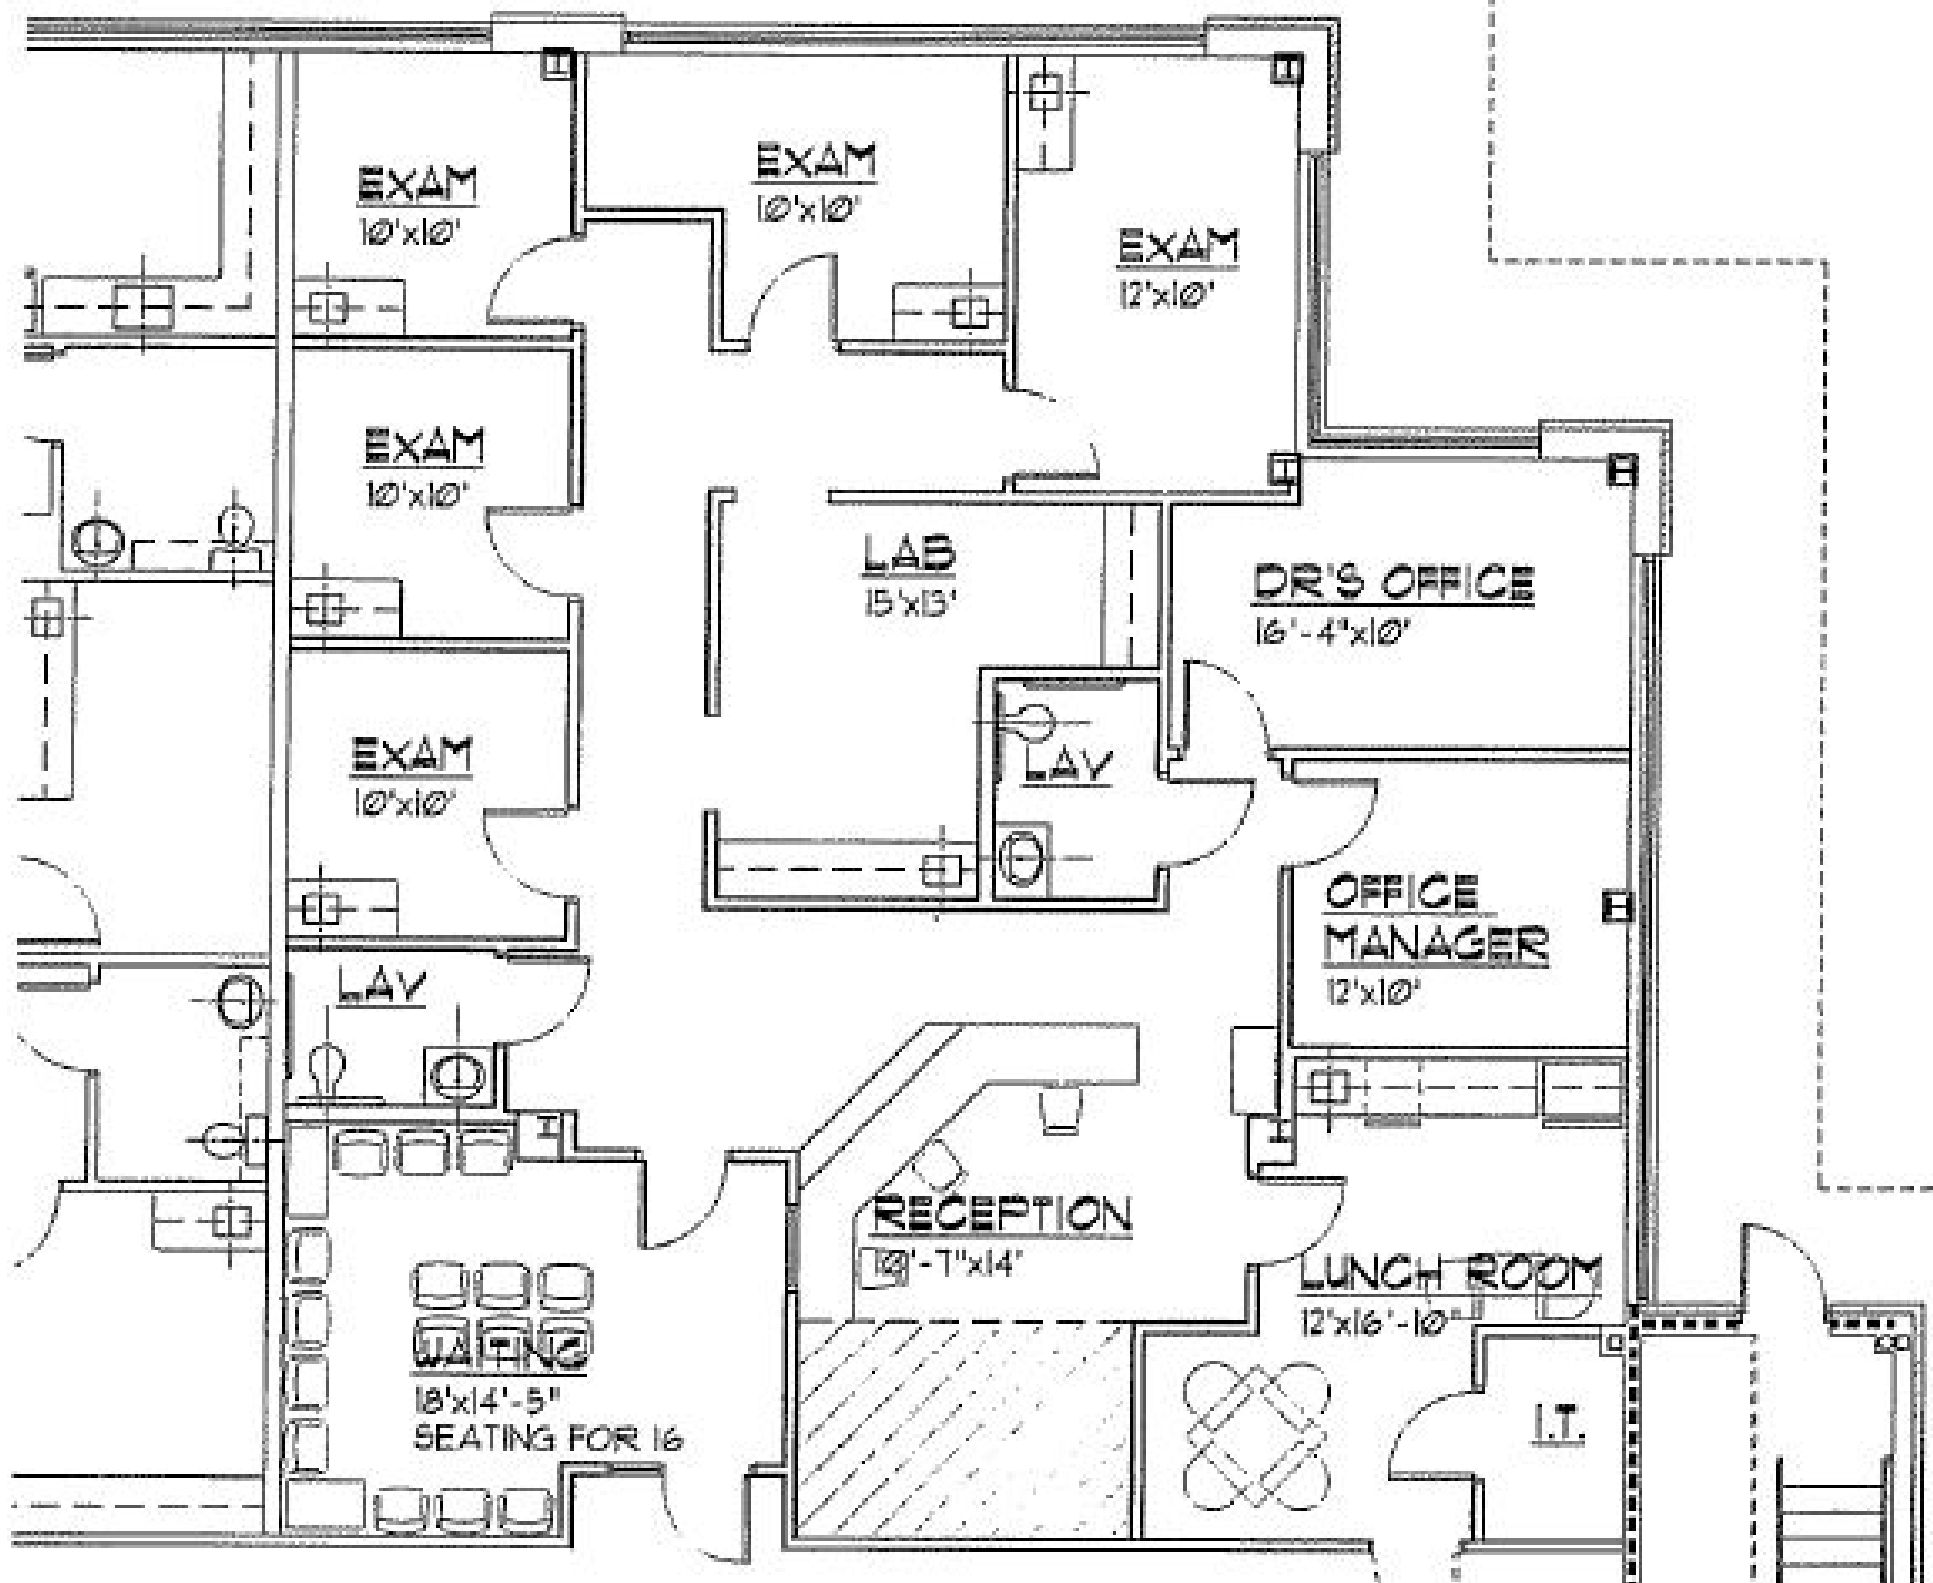 EXAM
10'x10'
EXAM
10'x10'
EXAM
12'x10'
EXAM
10'x10'
LAB
15'x13'
DR'S OFFICE
16'-4"x10'
EXAM
10'x10'
LAV
OFFICE
MANAGER
12'x10'
LAV
RECEPTION
19'-7"x14'
LUNCH ROOM
12'x16'-10"
WAITING
18'x14'-5"
SEATING FOR 16
I.T.